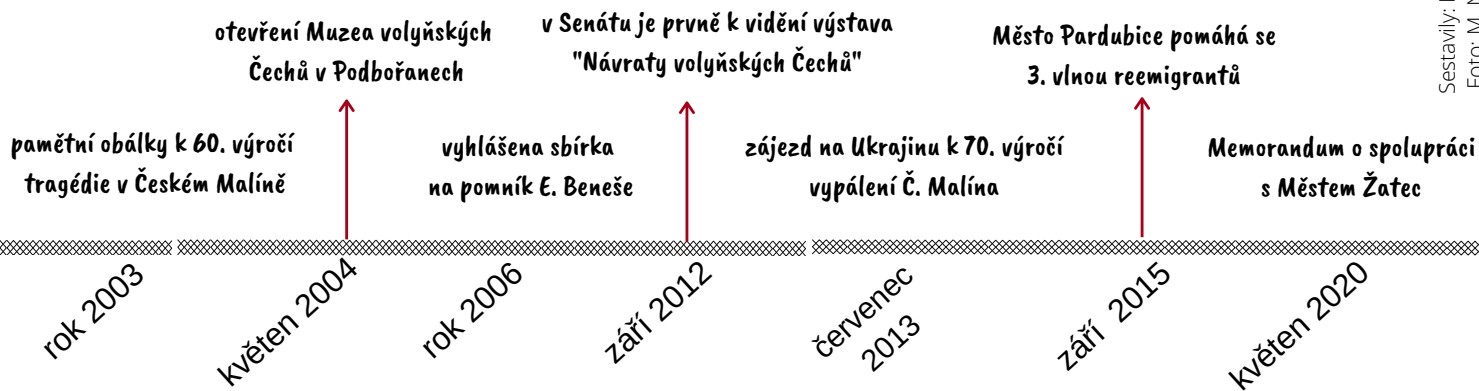 otevření Muzea volyňských
Čechů v Podbořanech
v Senátu je prvně k vidění výstava
"Návraty volyňských Čechů"
Město Pardubice pomáhá se
3. vlnou reemigrantů
pamětní obálky k 60. výročí
tragédie v Českém Malíně
vyhlášena sbírka
na pomník E. Beneše
zájezd na Ukrajinu k 70. výročí
vypálení Č. Malína
Memorandum o spolupráci
s Městem Žatec
rok 2003
květen 2004
rok 2006
září 2012
červenec
2013
září 2015
květen 2020
Sestavily:
Foto: M.